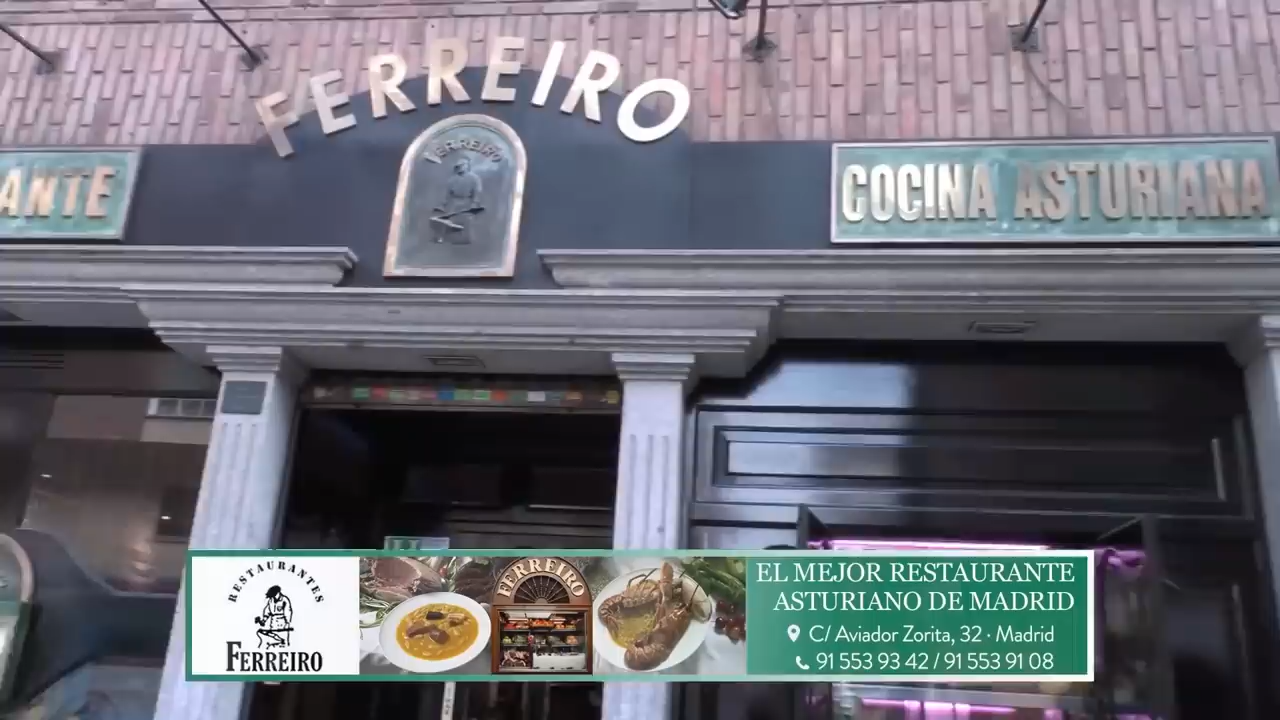 FERREIRO
FERREIRO
ANTE
COCINA ASTURIANA
RESTAURANTES
FERREIRO
FERREIRO
EL MEJOR RESTAURANTE
ASTURIANO DE MADRID
C/ Aviador Zorita, 32 · Madrid
91 553 93 42 / 91 553 91 08